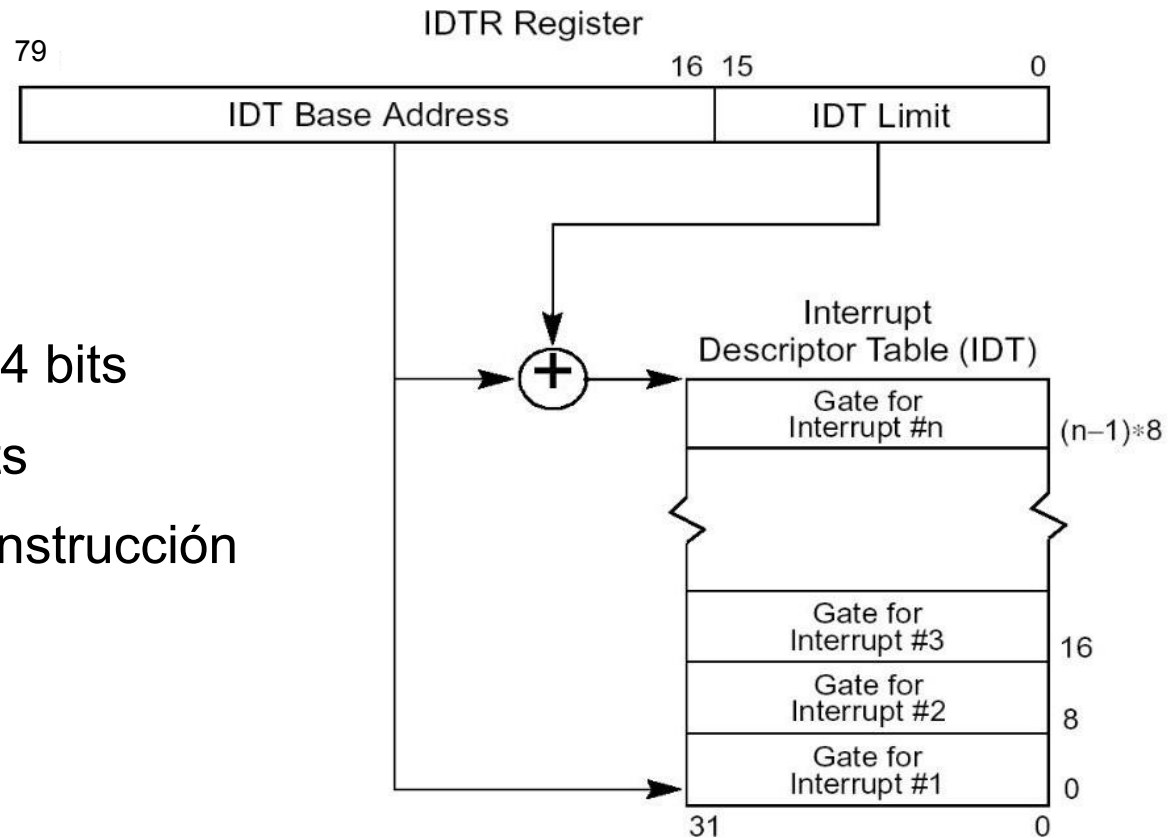 IDTR Register
79
16 15 0
IDT Base Address IDT Limit
Interrupt
Descriptor Table (IDT)
4 bits
+
Gate for
Interrupt #n
(n–1)*8
s
nstrucción
Gate for
Interrupt #3
16
Gate for
Interrupt #2
8
Gate for
Interrupt #1
0
31 0